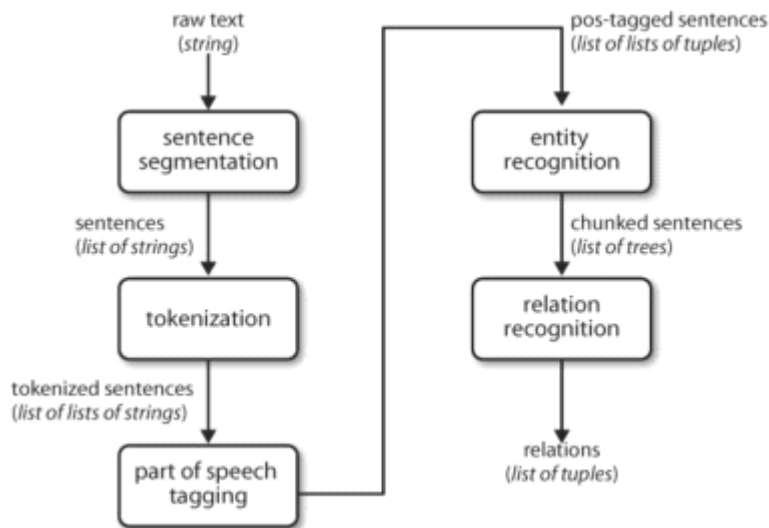 raw text
(string)
sentence
segmentation
sentences
(list of strings)
tokenization
tokenized sentences
(list of lists of strings)
part of speech
tagging
pos-tagged sentences
(list of lists of tuples)
entity
recognition
chunked sentences
(list of trees)
relation
recognition
relations
(list of tuples)